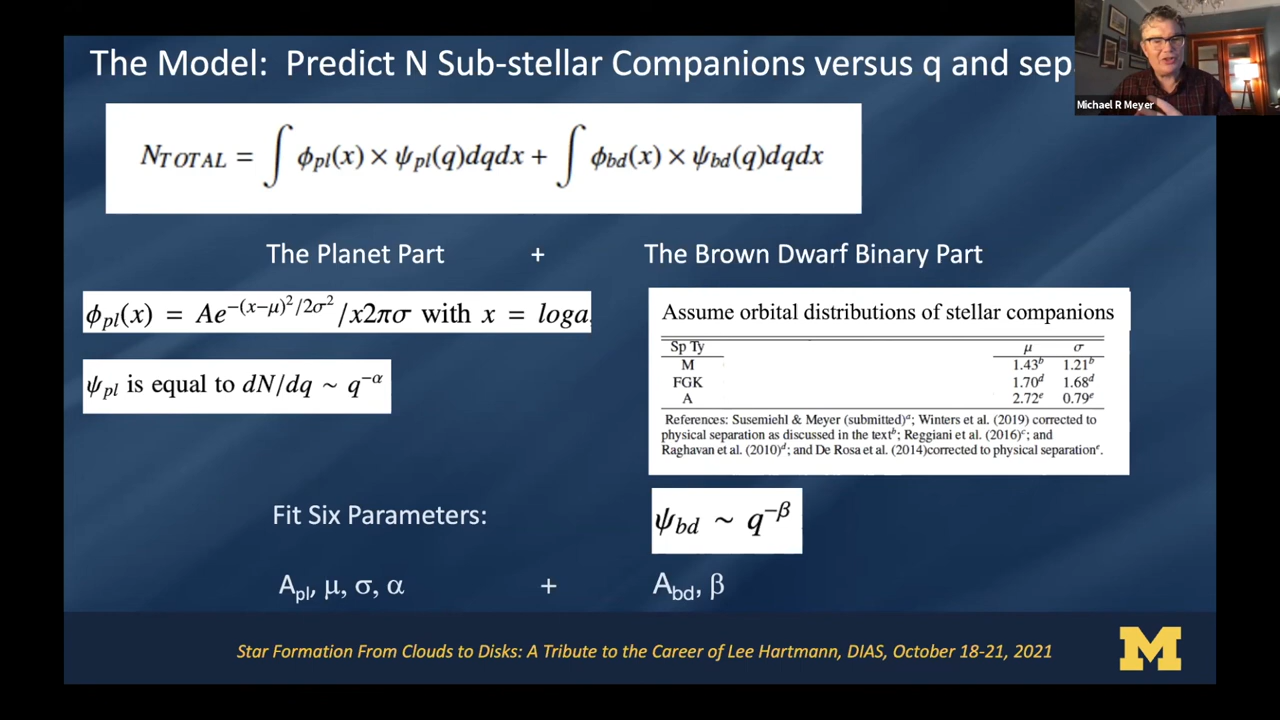 The Model: Predict N Sub-stellar Companions versus q and sep
Michael R Meyer
N_TOTAL = ∫ ϕ_pl(x) × ψ_pl(q)dqdx + ∫ ϕ_bd(x) × ψ_bd(q)dqdx
The Planet Part + The Brown Dwarf Binary Part
ϕ_pl(x) = Ae^{-(x-μ)^2/2σ^2}/x2πσ with x = loga
ψ_pl is equal to dN/dq ~ q^{-α}
Assume orbital distributions of stellar companions
Sp Ty μ σ
M 1.43^b 1.21^b
FGK 1.70^d 1.68^d
A 2.72^e 0.79^e
References: Susemiehl & Meyer (submitted)^a; Winters et al. (2019) corrected to
physical separation as discussed in the text^b; Reggiani et al. (2016)^c; and
Raghavan et al. (2010)^d; and De Rosa et al. (2014)corrected to physical separation^e.
Fit Six Parameters:
ψ_bd ~ q^{-β}
A_pl, μ, σ, α + A_bd, β
Star Formation From Clouds to Disks: A Tribute to the Career of Lee Hartmann, DIAS, October 18-21, 2021
M